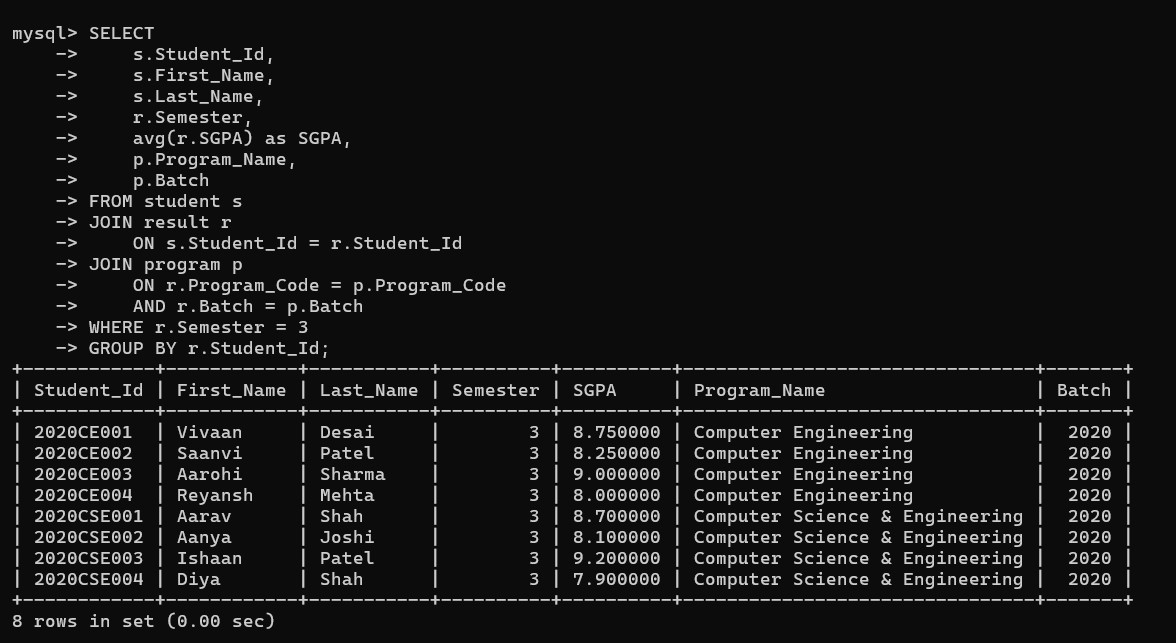 mysql> SELECT
    ->     s.Student_Id,
    ->     s.First_Name,
    ->     s.Last_Name,
    ->     r.Semester,
    ->     avg(r.SGPA) as SGPA,
    ->     p.Program_Name,
    ->     p.Batch
    -> FROM student s
    -> JOIN result r
    ->     ON s.Student_Id = r.Student_Id
    -> JOIN program p
    ->     ON r.Program_Code = p.Program_Code
    ->     AND r.Batch = p.Batch
    -> WHERE r.Semester = 3
    -> GROUP BY r.Student_Id;
+------------+------------+-----------+----------+----------+--------------------------------+-------+
| Student_Id | First_Name | Last_Name | Semester | SGPA     | Program_Name                   | Batch |
+------------+------------+-----------+----------+----------+--------------------------------+-------+
| 2020CE001  | Vivaan     | Desai     |        3 | 8.750000 | Computer Engineering           |  2020 |
| 2020CE002  | Saanvi     | Patel     |        3 | 8.250000 | Computer Engineering           |  2020 |
| 2020CE003  | Aarohi     | Sharma    |        3 | 9.000000 | Computer Engineering           |  2020 |
| 2020CE004  | Reyansh    | Mehta     |        3 | 8.000000 | Computer Engineering           |  2020 |
| 2020CSE001 | Aarav      | Shah      |        3 | 8.700000 | Computer Science & Engineering |  2020 |
| 2020CSE002 | Aanya      | Joshi     |        3 | 8.100000 | Computer Science & Engineering |  2020 |
| 2020CSE003 | Ishaan     | Patel     |        3 | 9.200000 | Computer Science & Engineering |  2020 |
| 2020CSE004 | Diya       | Shah      |        3 | 7.900000 | Computer Science & Engineering |  2020 |
+------------+------------+-----------+----------+----------+--------------------------------+-------+
8 rows in set (0.00 sec)